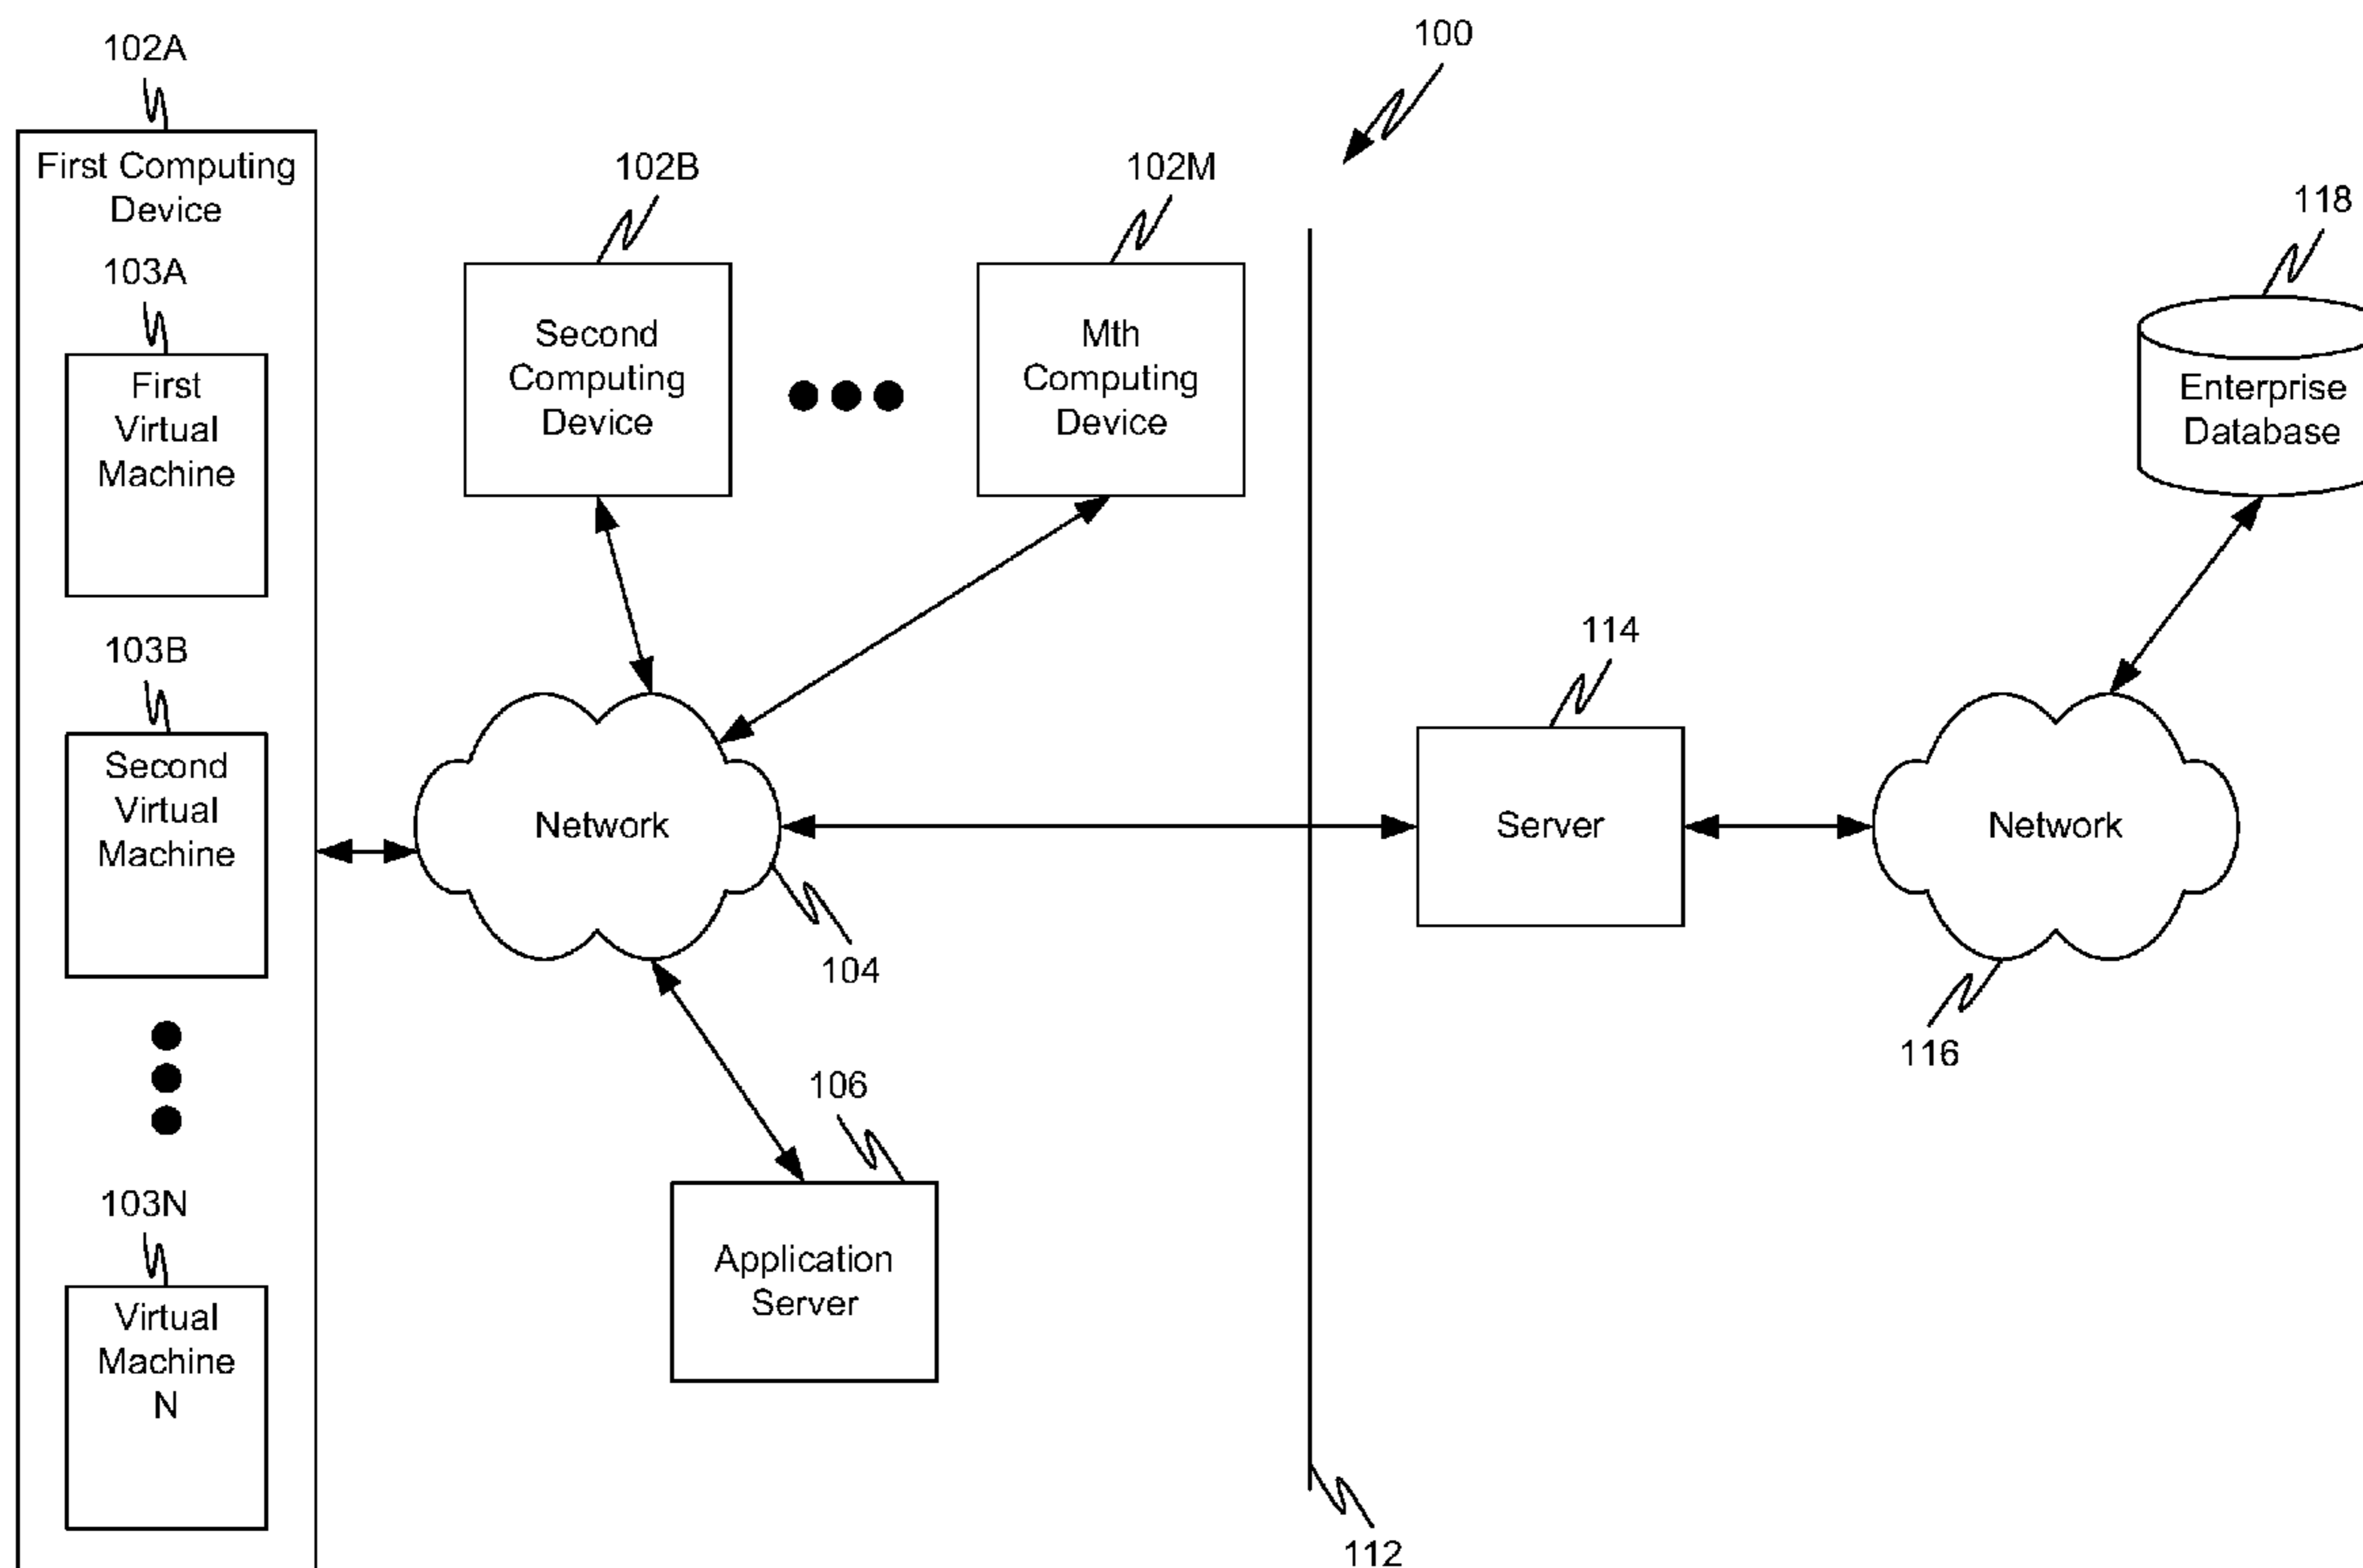 102A
First Computing
Device
103A
First
Virtual
Machine
103B
Second
Virtual
Machine
103N
Virtual
Machine
N
102B
Second
Computing
Device
102M
Mth
Computing
Device
100
Network
104
106
Application
Server
112
114
Server
118
Enterprise
Database
Network
116